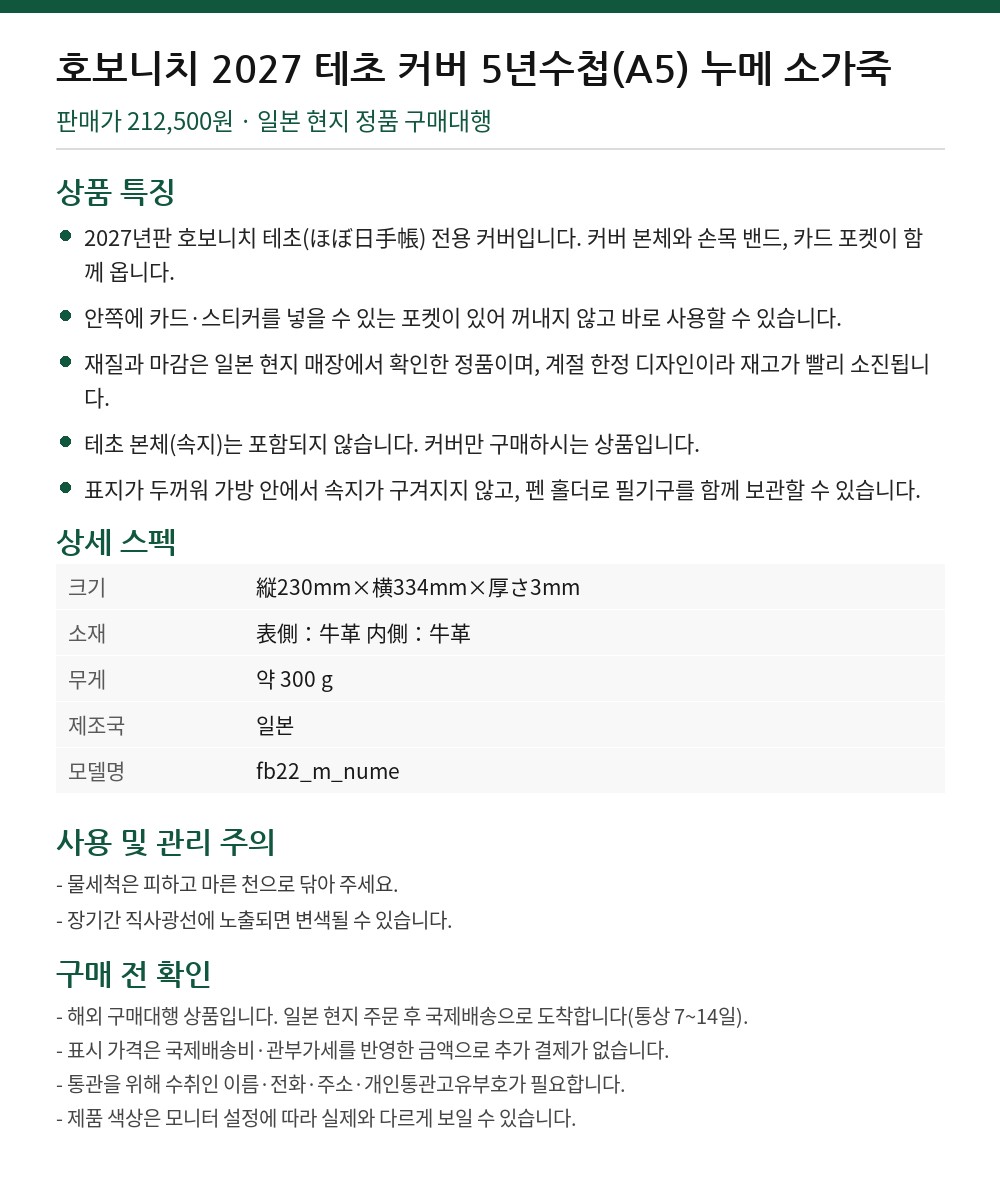 호보니치 2027 테초 커버 5년수첩(A5) 누메 소가죽
판매가 212,500원 · 일본 현지 정품 구매대행
상품 특징
2027년판 호보니치 테초(ほぼ日手帳) 전용 커버입니다. 커버 본체와 손목 밴드, 카드 포켓이 함
께 옵니다.
안쪽에 카드·스티커를 넣을 수 있는 포켓이 있어 꺼내지 않고 바로 사용할 수 있습니다.
재질과 마감은 일본 현지 매장에서 확인한 정품이며, 계절 한정 디자인이라 재고가 빨리 소진됩니
다.
테초 본체(속지)는 포함되지 않습니다. 커버만 구매하시는 상품입니다.
표지가 두꺼워 가방 안에서 속지가 구겨지지 않고, 펜 홀더로 필기구를 함께 보관할 수 있습니다.
상세 스펙
크기 縦230mm×横334mm×厚さ3mm
소재 表側：牛革 内側：牛革
무게 약 300 g
제조국 일본
모델명 fb22_m_nume
사용 및 관리 주의
- 물세척은 피하고 마른 천으로 닦아 주세요.
- 장기간 직사광선에 노출되면 변색될 수 있습니다.
구매 전 확인
- 해외 구매대행 상품입니다. 일본 현지 주문 후 국제배송으로 도착합니다(통상 7~14일).
- 표시 가격은 국제배송비·관부가세를 반영한 금액으로 추가 결제가 없습니다.
- 통관을 위해 수취인 이름·전화·주소·개인통관고유부호가 필요합니다.
- 제품 색상은 모니터 설정에 따라 실제와 다르게 보일 수 있습니다.